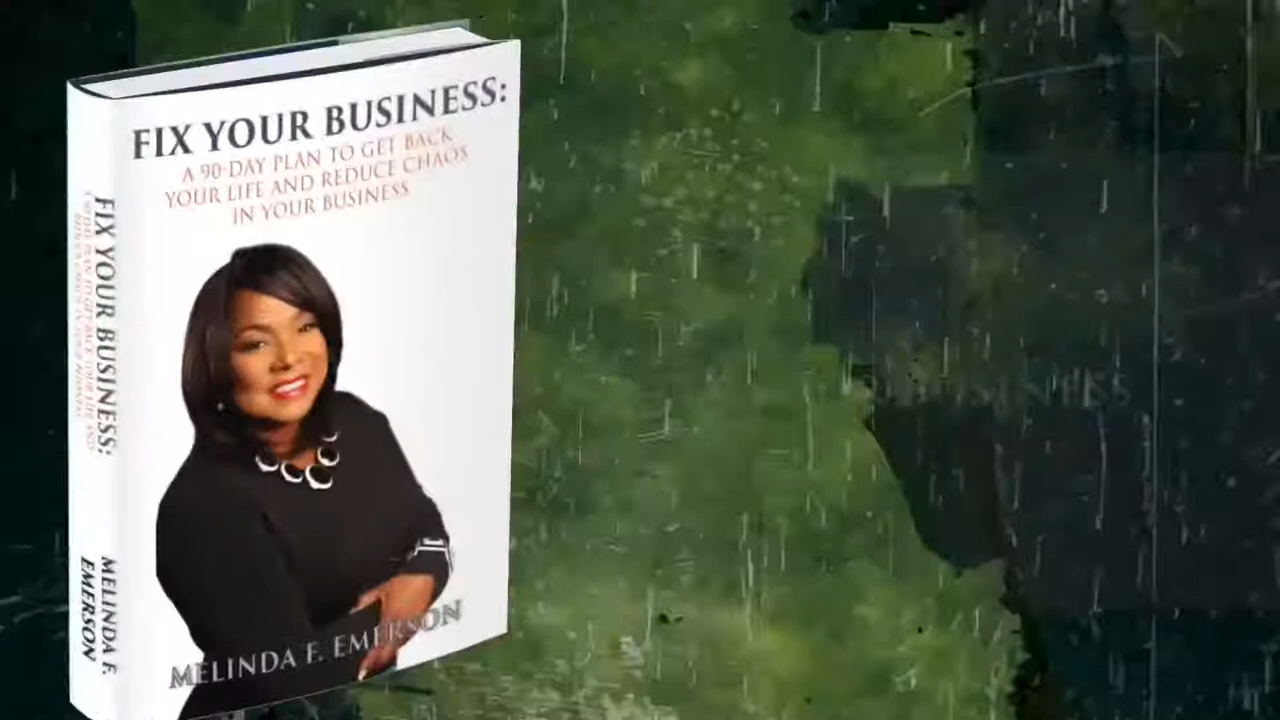 FIX YOUR BUSINESS:
A 90-DAY PLAN TO GET BACK
YOUR LIFE AND REDUCE CHAOS
IN YOUR BUSINESS
MELINDA F. EMERSON
FIX YOUR BUSINESS:
MELINDA F.
EMERSON